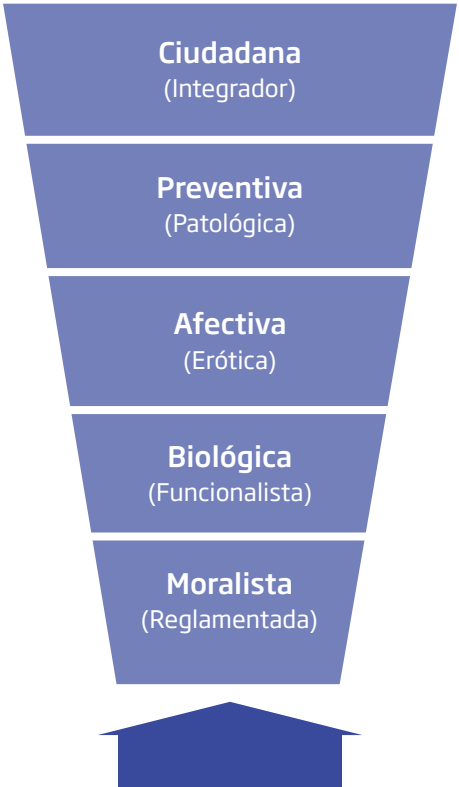 Ciudadana
(Integrador)
Preventiva
(Patológica)
Afectiva
(Erótica)
Biológica
(Funcionalista)
Moralista
(Reglamentada)